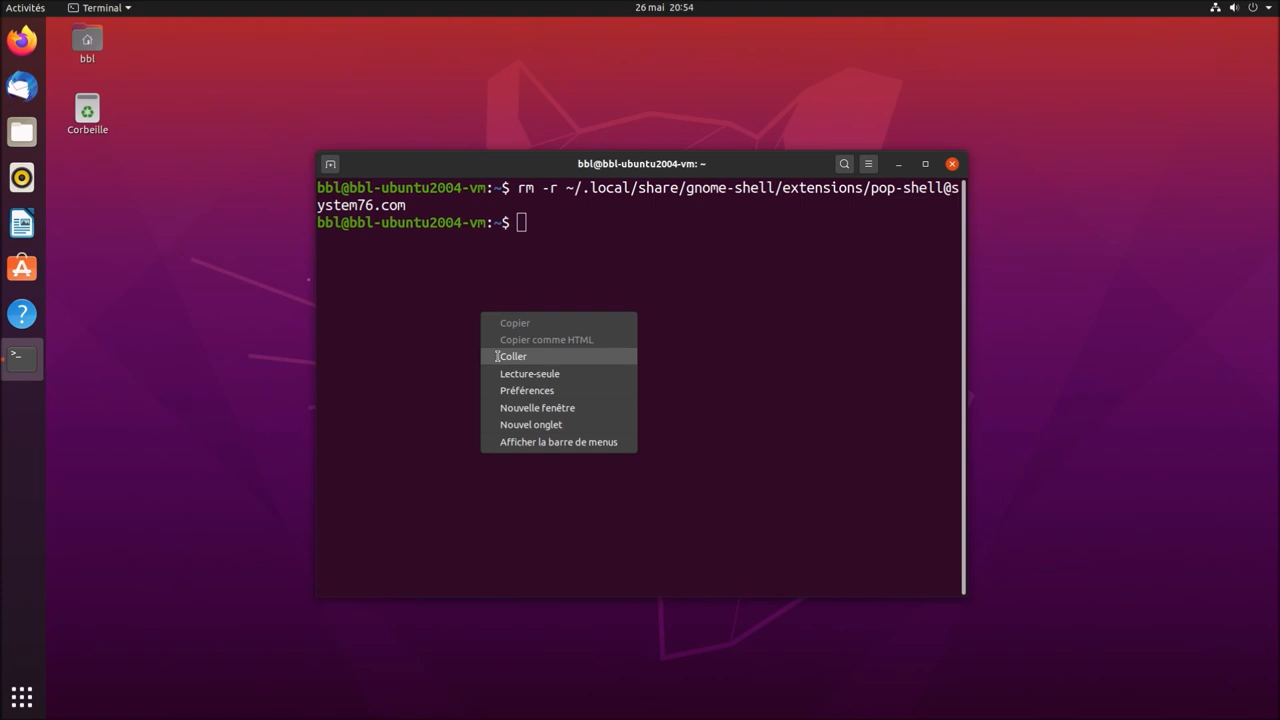 Activités
Terminal
26 mai 20:54
bbl
Corbeille
bbl@bbl-ubuntu2004-vm: ~
bbl@bbl-ubuntu2004-vm:~$ rm -r ~/.local/share/gnome-shell/extensions/pop-shell@s
ystem76.com
bbl@bbl-ubuntu2004-vm:~$
Copier
Copier comme HTML
Coller
Lecture-seule
Préférences
Nouvelle fenêtre
Nouvel onglet
Afficher la barre de menus